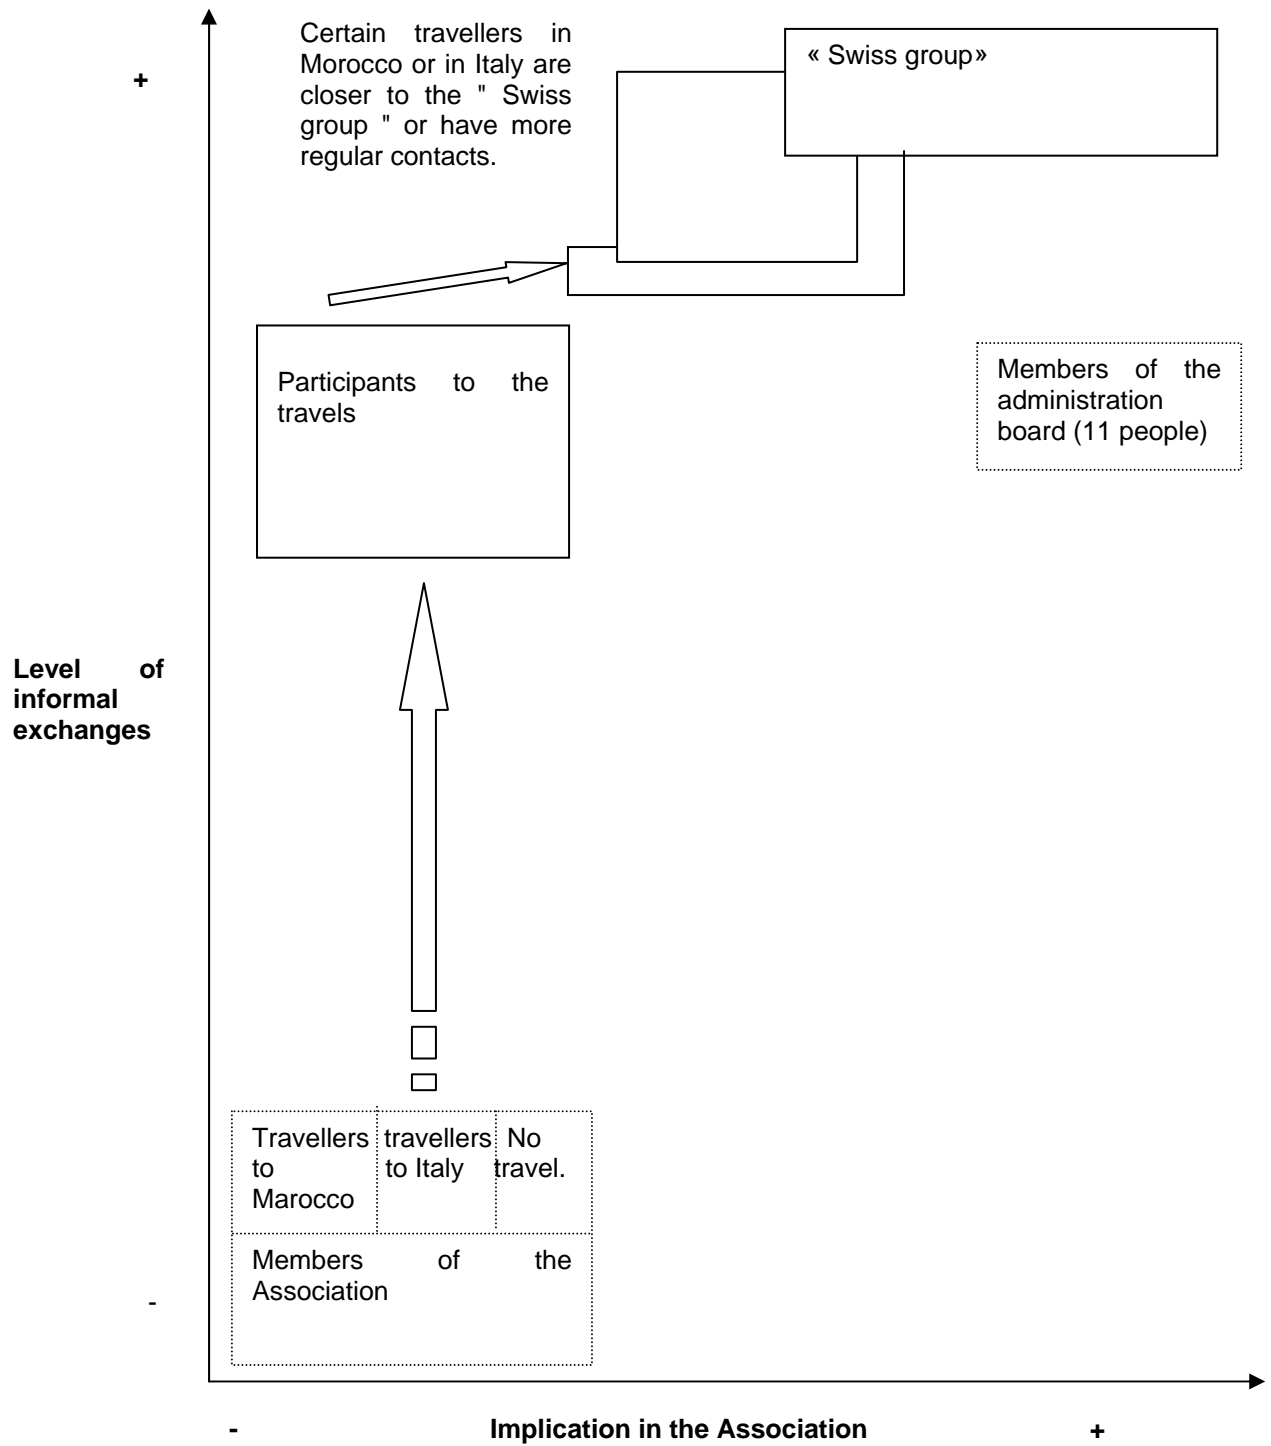 Certain travellers in
Morocco or in Italy are
closer to the " Swiss
group " or have more
regular contacts.
« Swiss group»
+
Participants to the
travels
Members of the
administration
board (11 people)
Level of
informal
exchanges
Travellers
to
Marocco
travellers
to Italy
No
travel.
Members of the
Association
-
- Implication in the Association +